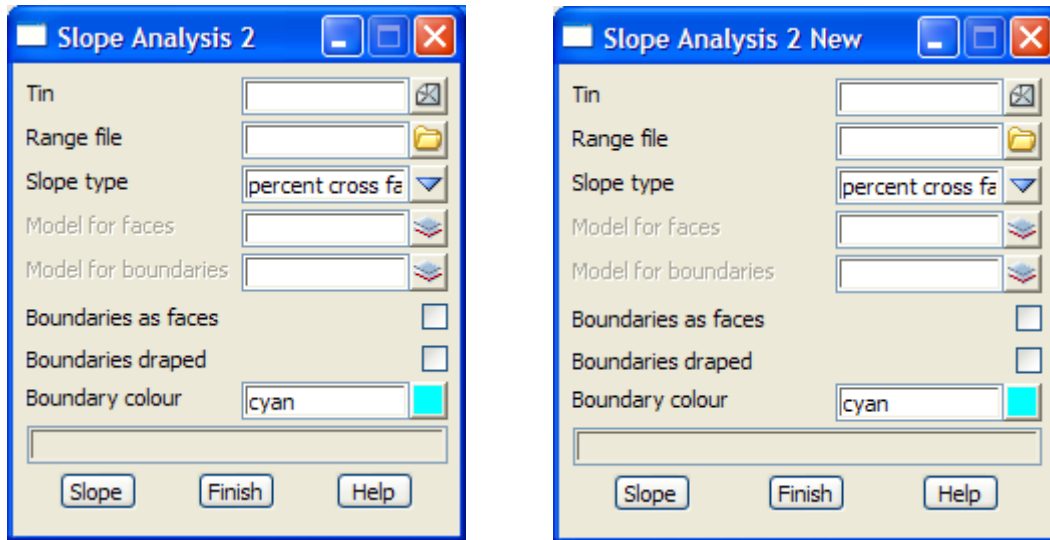 Slope Analysis 2
Tin
Range file
Slope type percent cross fa
Model for faces
Model for boundaries
Boundaries as faces
Boundaries draped
Boundary colour cyan
Slope Finish Help
Slope Analysis 2 New
Tin
Range file
Slope type percent cross fa
Model for faces
Model for boundaries
Boundaries as faces
Boundaries draped
Boundary colour cyan
Slope Finish Help